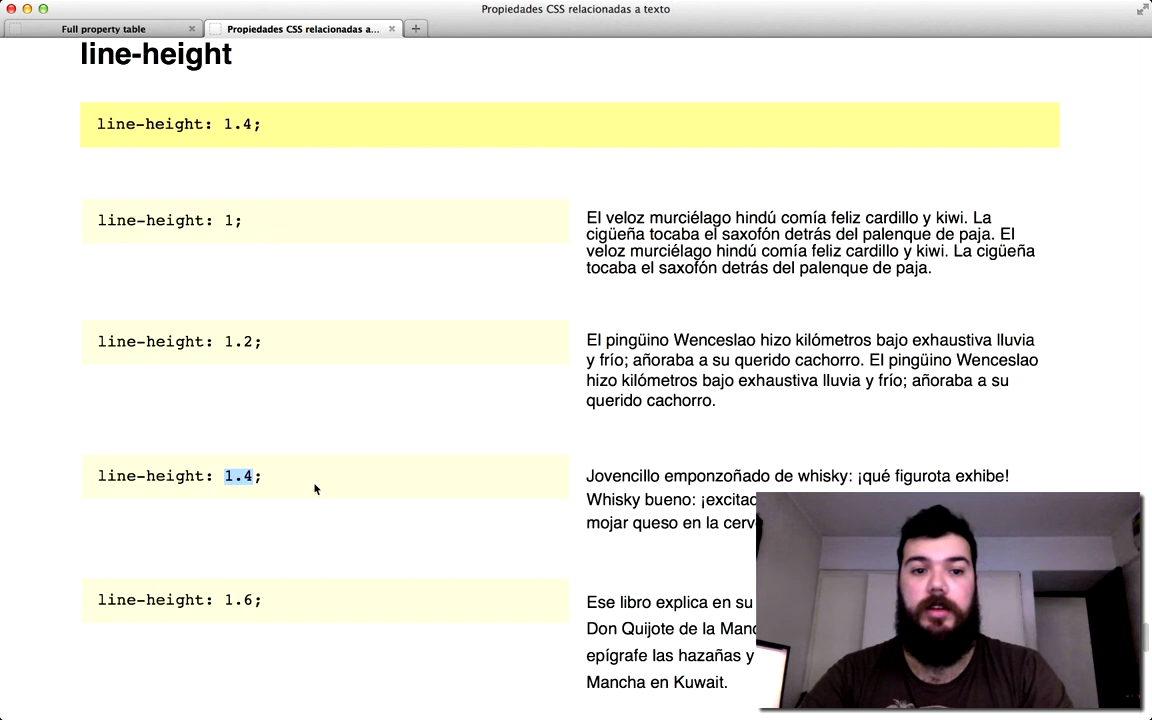 Propiedades CSS relacionadas a texto
Full property table
Propiedades CSS relacionadas a a...
line-height
line-height: 1.4;
line-height: 1;
El veloz murciélago hindú comía feliz cardillo y kiwi. La
cigüeña tocaba el saxofón detrás del palenque de paja. El
veloz murciélago hindú comía feliz cardillo y kiwi. La cigüeña
tocaba el saxofón detrás del palenque de paja.
line-height: 1.2;
El pingüino Wenceslao hizo kilómetros bajo exhaustiva lluvia
y frío; añoraba a su querido cachorro. El pingüino Wenceslao
hizo kilómetros bajo exhaustiva lluvia y frío; añoraba a su
querido cachorro.
line-height: 1.4;
Jovencillo emponzoñado de whisky: ¡qué figurota exhibe!
Whisky bueno: ¡excitac
mojar queso en la cerv
line-height: 1.6;
Ese libro explica en su
Don Quijote de la Manc
epígrafe las hazañas y
Mancha en Kuwait.